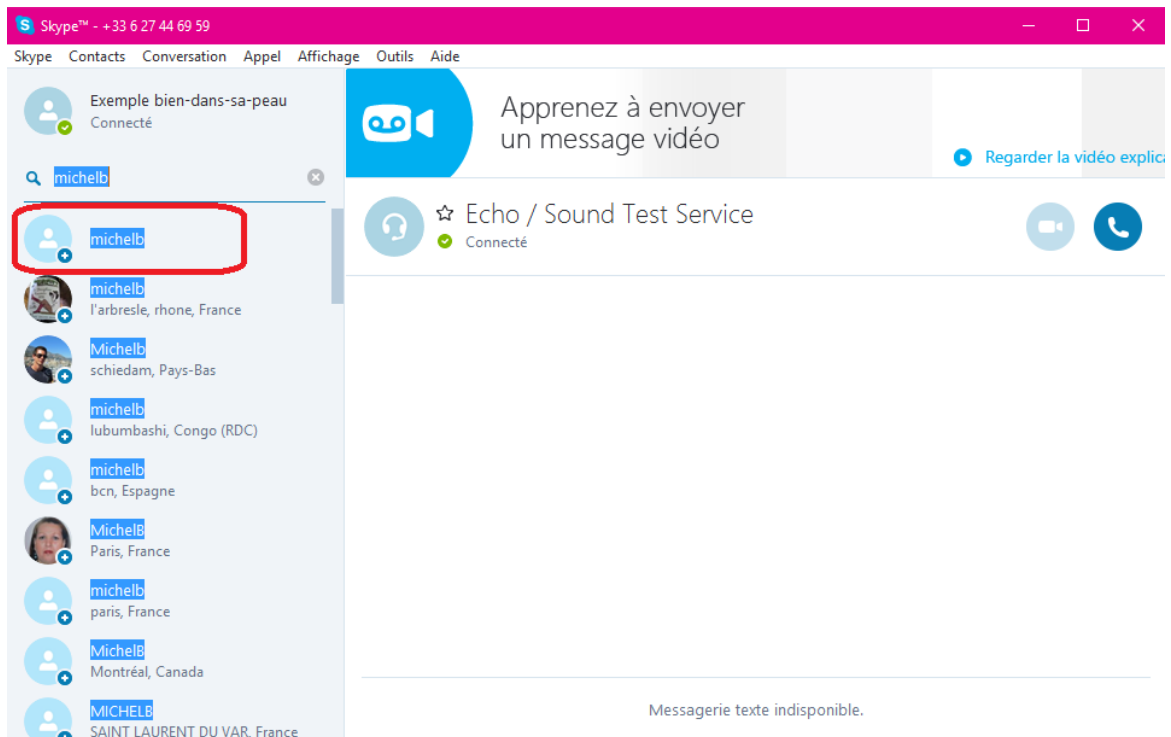 Skype™ - +33 6 27 44 69 59
Skype Contacts Conversation Appel Affichage Outils Aide
Exemple bien-dans-sa-peau
Connecté
michelb
michelb
michelb
l'arbresle, rhone, France
Michelb
schiedam, Pays-Bas
michelb
lubumbashi, Congo (RDC)
michelb
bcn, Espagne
MichelB
Paris, France
michelb
paris, France
MichelB
Montréal, Canada
MICHELB
SAINT LAURENT DU VAR, France
Apprenez à envoyer
un message vidéo
Regarder la vidéo explica
Echo / Sound Test Service
Connecté
Messagerie texte indisponible.